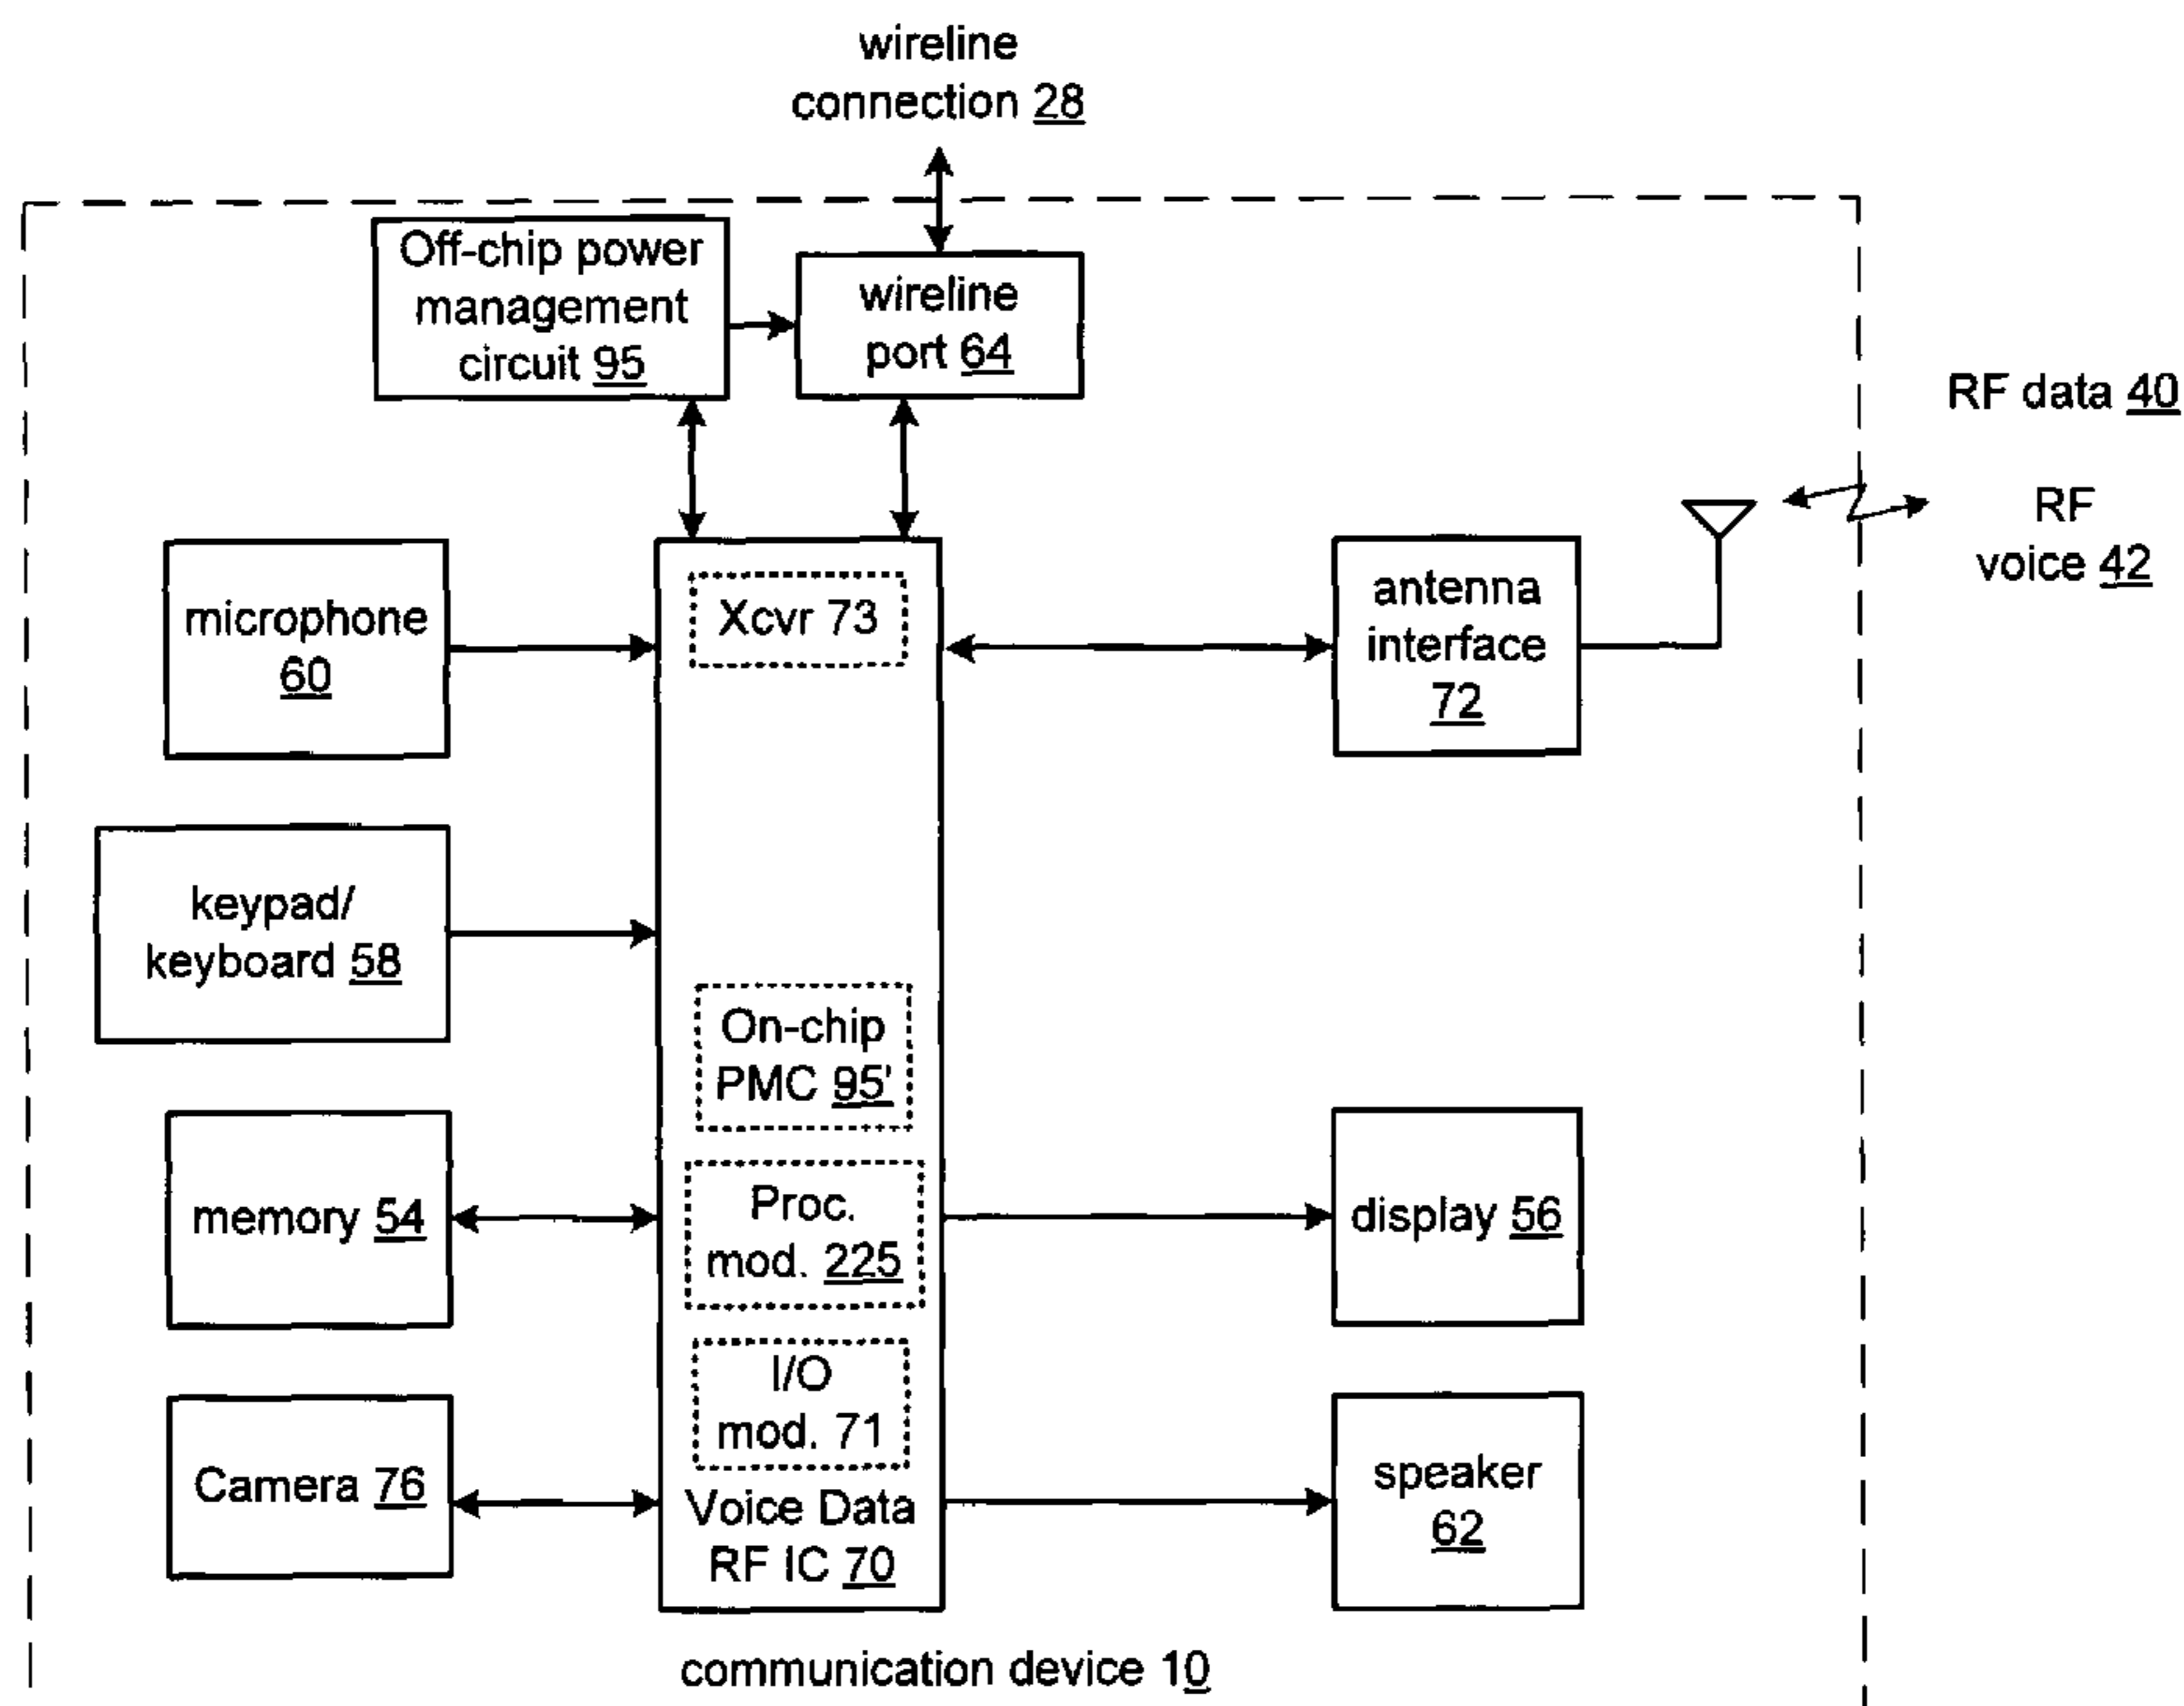 wireline
connection 28
Off-chip power
management
circuit 95
wireline
port 64
RF data 40
RF
voice 42
microphone
60
Xcvr 73
antenna
interface
72
keypad/
keyboard 58
On-chip
PMC 95'
memory 54
Proc.
mod. 225
display 56
I/O
mod. 71
Camera 76
Voice Data
RF IC 70
speaker
62
communication device 10